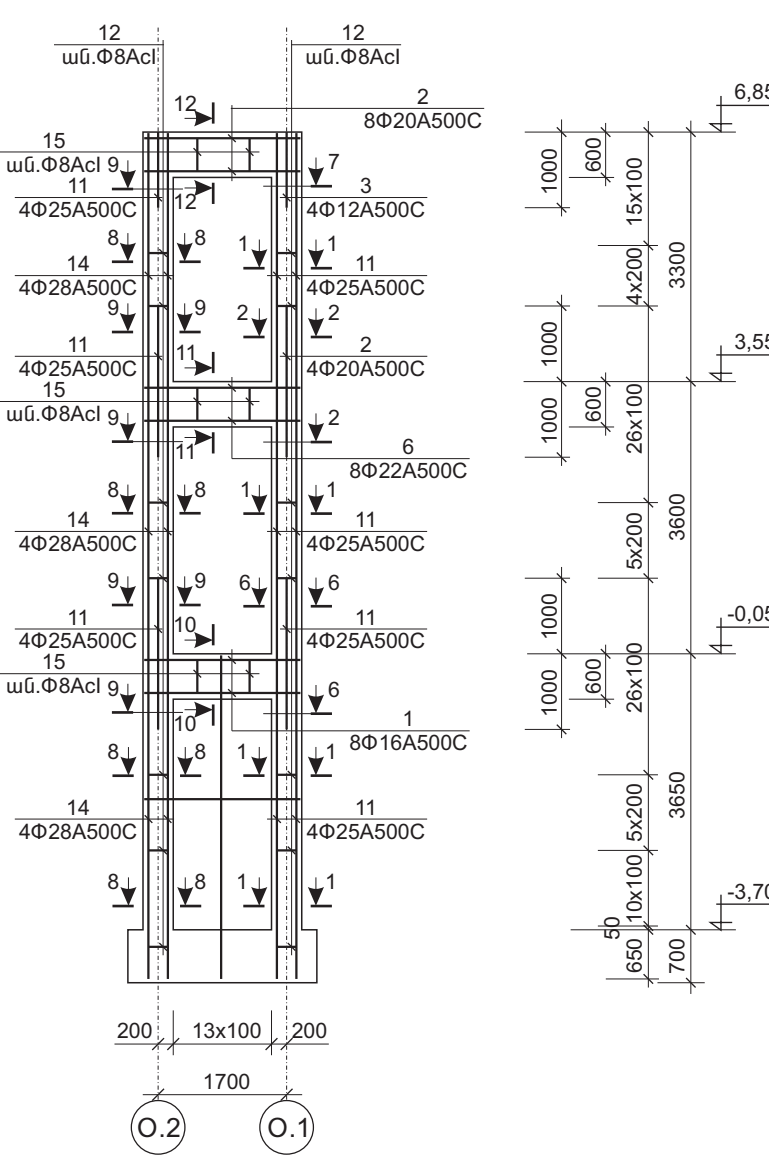 12 12
ան.Ф8AcI ան.Ф8AcI
12 2
8Ф20A500C
15
ան.Ф8AcI 9 7
11 12 3
4Ф25A500C 4Ф12A500C
8 8 1 1
14 11
4Ф28A500C 4Ф25A500C
9 9 2 2
11 11 2
4Ф25A500C 4Ф20A500C
15
ան.Ф8AcI 9 2
11 6
8Ф22A500C
8 8 1 1
14 11
4Ф28A500C 4Ф25A500C
9 9 6 6
11 10 11
4Ф25A500C 4Ф25A500C
15
ան.Ф8AcI 9 6
10 1
8Ф16A500C
8 8 1 1
14 11
4Ф28A500C 4Ф25A500C
8 8 1 1
200 13x100 200
1700
O.2 O.1
1000 600 15x100
4x200 3300
1000
1000 600 26x100
5x200 3600
1000
1000 600 26x100
5x200 3650
10x100
50
650 700
6,85
3,55
-0,05
-3,70